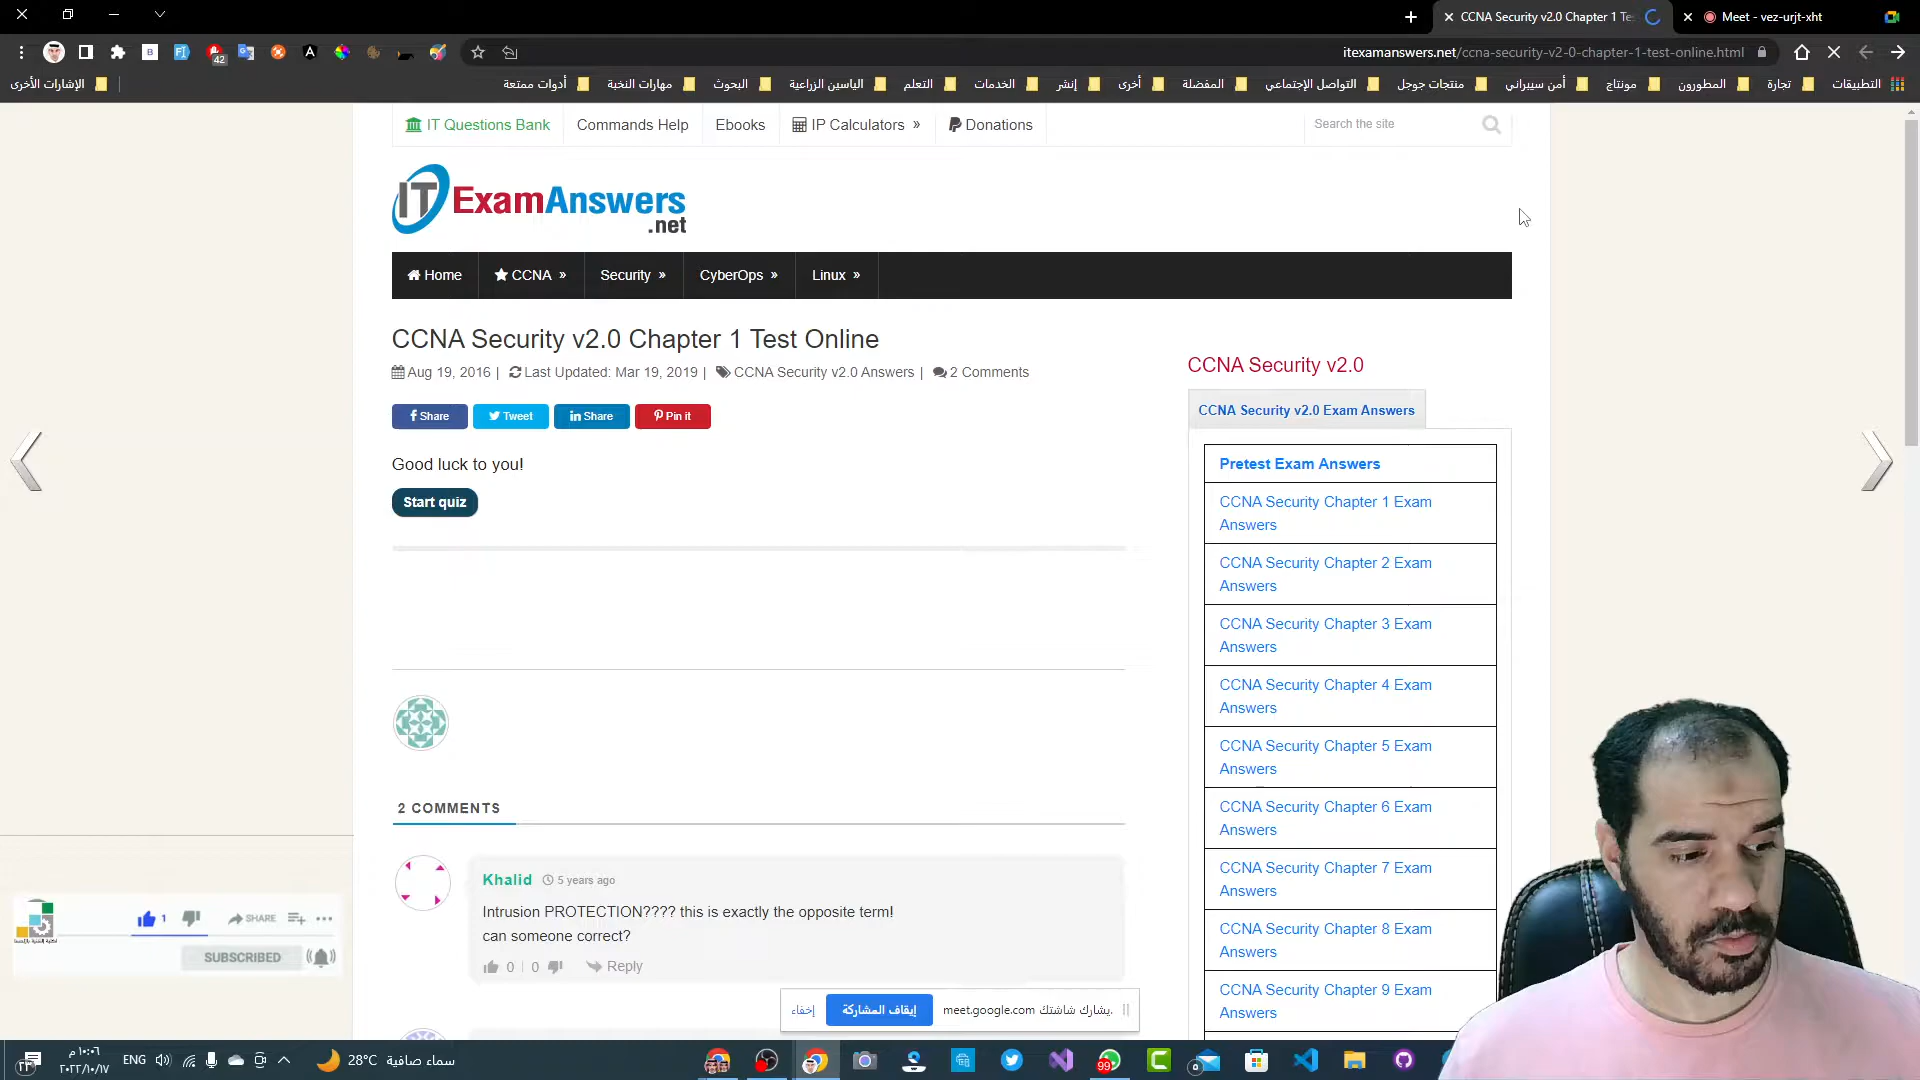 CCNA Security v2.0 Chapter 1 Te
Meet - vez-urjt-xht
itexamanswers.net/ccna-security-v2-0-chapter-1-test-online.html
42
التطبيقات
تجارة
المطورون
مونتاج
أمن سيبراني
منتجات جوجل
التواصل الإجتماعي
المفضلة
أخرى
إنشر
الخدمات
التعلم
الياسين الزراعية
البحوث
مهارات النخبة
أدوات ممتعة
الإشارات الأخرى
IT Questions Bank
Commands Help
Ebooks
IP Calculators »
Donations
Search the site
ITExamAnswers
.net
Home
CCNA »
Security »
CyberOps »
Linux »
CCNA Security v2.0 Chapter 1 Test Online
Aug 19, 2016 | Last Updated: Mar 19, 2019 | CCNA Security v2.0 Answers | 2 Comments
Share
Tweet
Share
Pin it
Good luck to you!
Start quiz
CCNA Security v2.0
CCNA Security v2.0 Exam Answers
Pretest Exam Answers
CCNA Security Chapter 1 Exam
Answers
CCNA Security Chapter 2 Exam
Answers
CCNA Security Chapter 3 Exam
Answers
CCNA Security Chapter 4 Exam
Answers
CCNA Security Chapter 5 Exam
Answers
CCNA Security Chapter 6 Exam
Answers
CCNA Security Chapter 7 Exam
Answers
CCNA Security Chapter 8 Exam
Answers
CCNA Security Chapter 9 Exam
Answers
2 COMMENTS
Khalid 5 years ago
Intrusion PROTECTION???? this is exactly the opposite term!
can someone correct?
0 | 0 Reply
1
SHARE
SUBSCRIBED
meet.google.com يشارك شاشتك.
إيقاف المشاركة
إخفاء
١٠:٠٦ م
٢٠٢٢/١٠/١٧
ENG
28°C سماء صافية
99